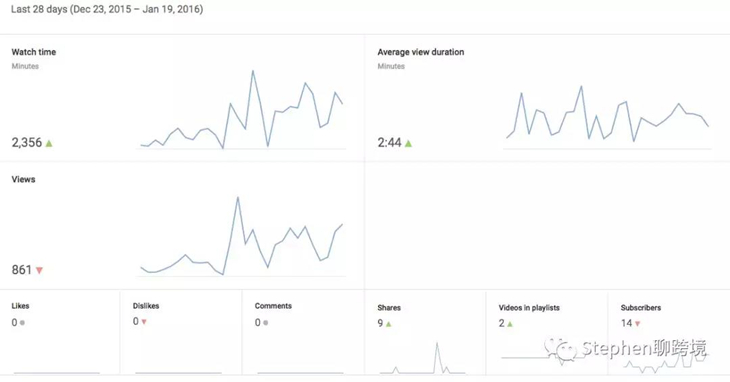 Last 28 days (Dec 23, 2015 – Jan 19, 2016)
Watch time
Minutes
2,356
Average view duration
Minutes
2:44
Views
861
Likes
0
Dislikes
0
Comments
0
Shares
9
Videos in playlists
2
Subscribers
14
Stephen聊跨境